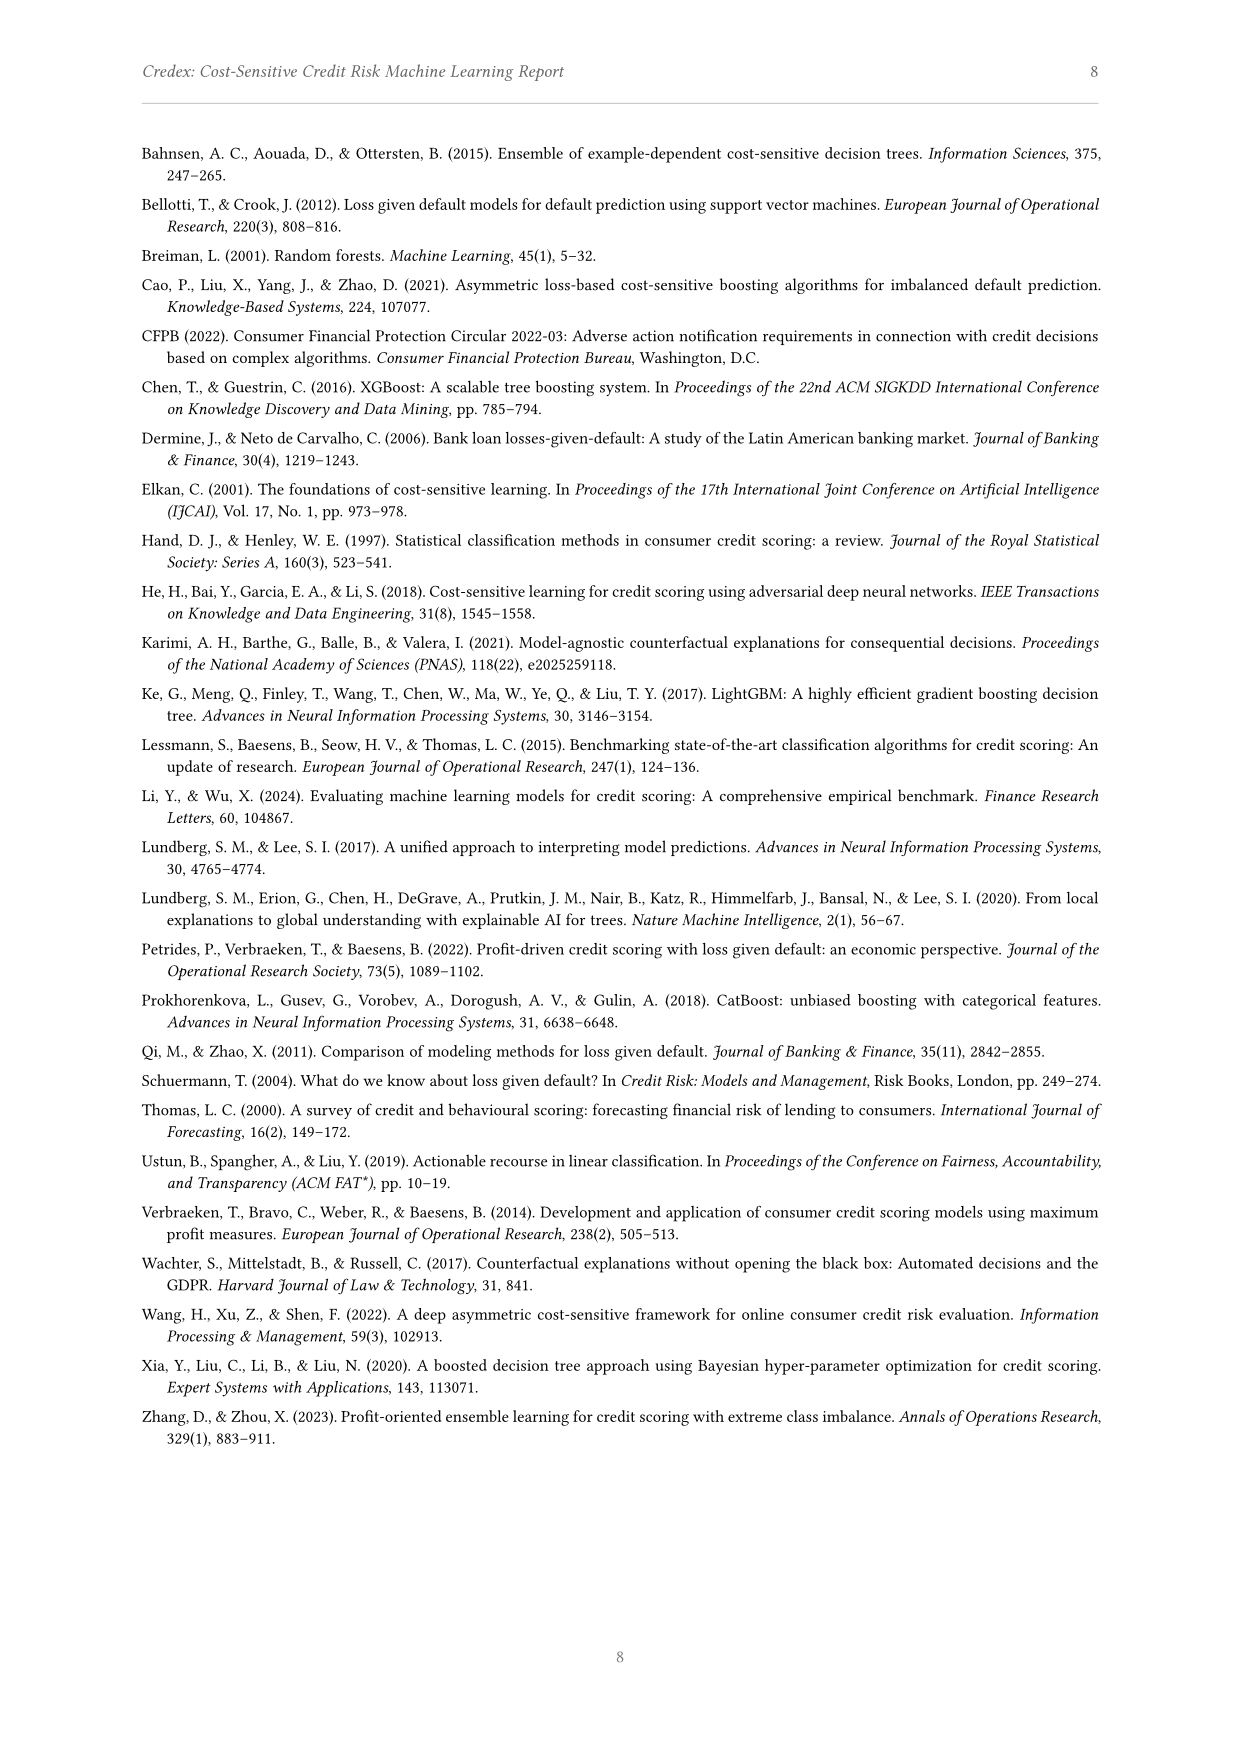 Credex: Cost-Sensitive Credit Risk Machine Learning Report 8
Bahnsen, A. C., Aouada, D., & Ottersten, B. (2015). Ensemble of example-dependent cost-sensitive decision trees. Information Sciences, 375,
247–265.
Bellotti, T., & Crook, J. (2012). Loss given default models for default prediction using support vector machines. European Journal of Operational
Research, 220(3), 808–816.
Breiman, L. (2001). Random forests. Machine Learning, 45(1), 5–32.
Cao, P., Liu, X., Yang, J., & Zhao, D. (2021). Asymmetric loss-based cost-sensitive boosting algorithms for imbalanced default prediction.
Knowledge-Based Systems, 224, 107077.
CFPB (2022). Consumer Financial Protection Circular 2022-03: Adverse action notification requirements in connection with credit decisions
based on complex algorithms. Consumer Financial Protection Bureau, Washington, D.C.
Chen, T., & Guestrin, C. (2016). XGBoost: A scalable tree boosting system. In Proceedings of the 22nd ACM SIGKDD International Conference
on Knowledge Discovery and Data Mining, pp. 785–794.
Dermine, J., & Neto de Carvalho, C. (2006). Bank loan losses-given-default: A study of the Latin American banking market. Journal of Banking
& Finance, 30(4), 1219–1243.
Elkan, C. (2001). The foundations of cost-sensitive learning. In Proceedings of the 17th International Joint Conference on Artificial Intelligence
(IJCAI), Vol. 17, No. 1, pp. 973–978.
Hand, D. J., & Henley, W. E. (1997). Statistical classification methods in consumer credit scoring: a review. Journal of the Royal Statistical
Society: Series A, 160(3), 523–541.
He, H., Bai, Y., Garcia, E. A., & Li, S. (2018). Cost-sensitive learning for credit scoring using adversarial deep neural networks. IEEE Transactions
on Knowledge and Data Engineering, 31(8), 1545–1558.
Karimi, A. H., Barthe, G., Balle, B., & Valera, I. (2021). Model-agnostic counterfactual explanations for consequential decisions. Proceedings
of the National Academy of Sciences (PNAS), 118(22), e2025259118.
Ke, G., Meng, Q., Finley, T., Wang, T., Chen, W., Ma, W., Ye, Q., & Liu, T. Y. (2017). LightGBM: A highly efficient gradient boosting decision
tree. Advances in Neural Information Processing Systems, 30, 3146–3154.
Lessmann, S., Baesens, B., Seow, H. V., & Thomas, L. C. (2015). Benchmarking state-of-the-art classification algorithms for credit scoring: An
update of research. European Journal of Operational Research, 247(1), 124–136.
Li, Y., & Wu, X. (2024). Evaluating machine learning models for credit scoring: A comprehensive empirical benchmark. Finance Research
Letters, 60, 104867.
Lundberg, S. M., & Lee, S. I. (2017). A unified approach to interpreting model predictions. Advances in Neural Information Processing Systems,
30, 4765–4774.
Lundberg, S. M., Erion, G., Chen, H., DeGrave, A., Prutkin, J. M., Nair, B., Katz, R., Himmelfarb, J., Bansal, N., & Lee, S. I. (2020). From local
explanations to global understanding with explainable AI for trees. Nature Machine Intelligence, 2(1), 56–67.
Petrides, P., Verbraeken, T., & Baesens, B. (2022). Profit-driven credit scoring with loss given default: an economic perspective. Journal of the
Operational Research Society, 73(5), 1089–1102.
Prokhorenkova, L., Gusev, G., Vorobev, A., Dorogush, A. V., & Gulin, A. (2018). CatBoost: unbiased boosting with categorical features.
Advances in Neural Information Processing Systems, 31, 6638–6648.
Qi, M., & Zhao, X. (2011). Comparison of modeling methods for loss given default. Journal of Banking & Finance, 35(11), 2842–2855.
Schuermann, T. (2004). What do we know about loss given default? In Credit Risk: Models and Management, Risk Books, London, pp. 249–274.
Thomas, L. C. (2000). A survey of credit and behavioural scoring: forecasting financial risk of lending to consumers. International Journal of
Forecasting, 16(2), 149–172.
Ustun, B., Spangher, A., & Liu, Y. (2019). Actionable recourse in linear classification. In Proceedings of the Conference on Fairness, Accountability,
and Transparency (ACM FAT*), pp. 10–19.
Verbraeken, T., Bravo, C., Weber, R., & Baesens, B. (2014). Development and application of consumer credit scoring models using maximum
profit measures. European Journal of Operational Research, 238(2), 505–513.
Wachter, S., Mittelstadt, B., & Russell, C. (2017). Counterfactual explanations without opening the black box: Automated decisions and the
GDPR. Harvard Journal of Law & Technology, 31, 841.
Wang, H., Xu, Z., & Shen, F. (2022). A deep asymmetric cost-sensitive framework for online consumer credit risk evaluation. Information
Processing & Management, 59(3), 102913.
Xia, Y., Liu, C., Li, B., & Liu, N. (2020). A boosted decision tree approach using Bayesian hyper-parameter optimization for credit scoring.
Expert Systems with Applications, 143, 113071.
Zhang, D., & Zhou, X. (2023). Profit-oriented ensemble learning for credit scoring with extreme class imbalance. Annals of Operations Research,
329(1), 883–911.
8